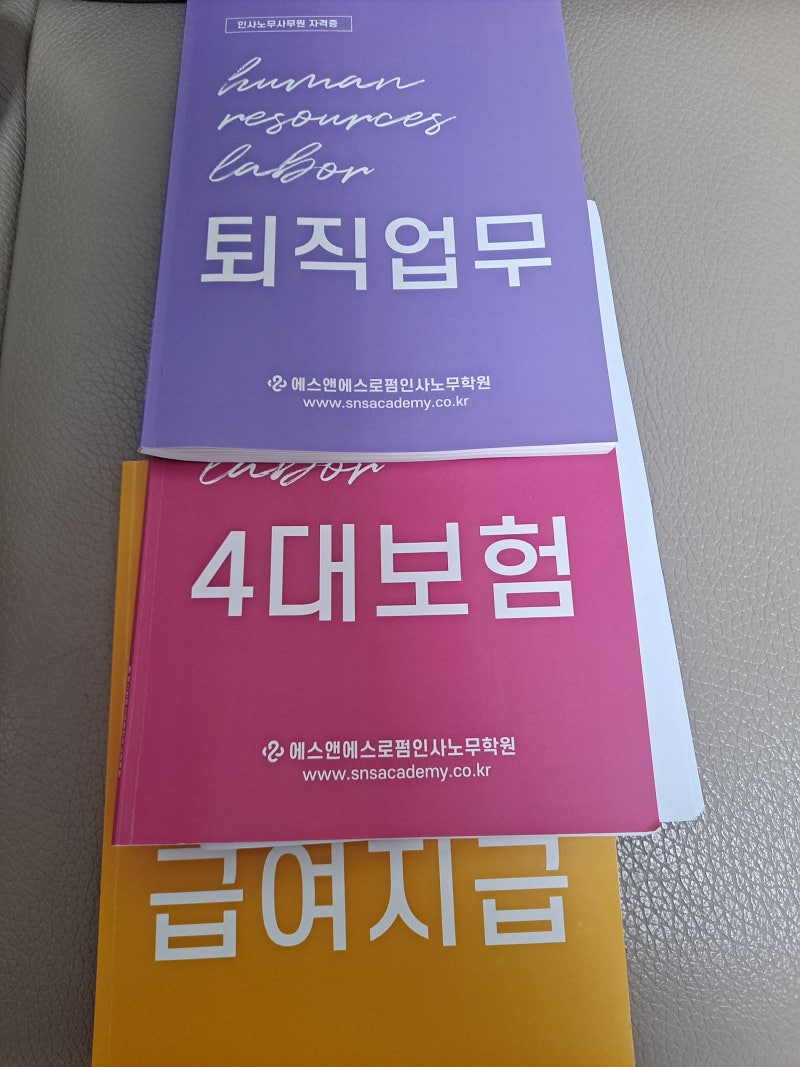 인사노무사무원 자격증
human
resources
labor
퇴직업무
에스앤에스로펌인사노무학원
www.snsacademy.co.kr
labor
4대보험
에스앤에스로펌인사노무학원
www.snsacademy.co.kr
급여지급